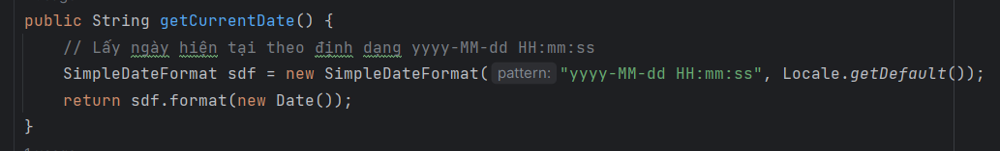 public String getCurrentDate() {
// Lấy ngày hiện tại theo định dạng yyyy-MM-dd HH:mm:ss
SimpleDateFormat sdf = new SimpleDateFormat( pattern: "yyyy-MM-dd HH:mm:ss", Locale.getDefault());
return sdf.format(new Date());
}